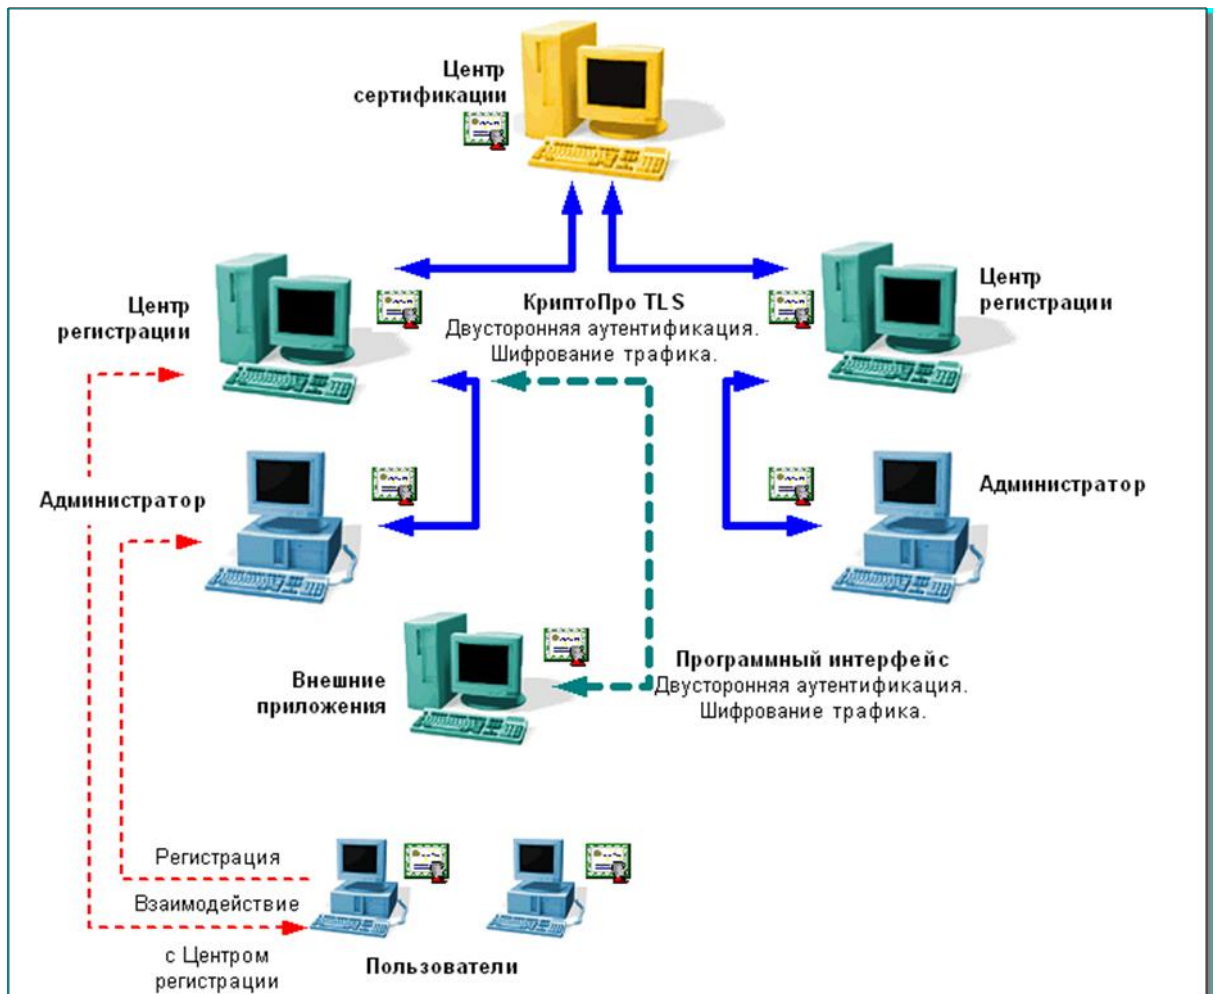 Центр
сертификации
Центр
регистрации
КриптоПро TLS
Двусторонняя аутентификация.
Шифрование трафика.
Центр
регистрации
Администратор
Администратор
Внешние
приложения
Программный интерфейс
Двусторонняя аутентификация.
Шифрование трафика.
Регистрация
Взаимодействие
с Центром
регистрации
Пользователи